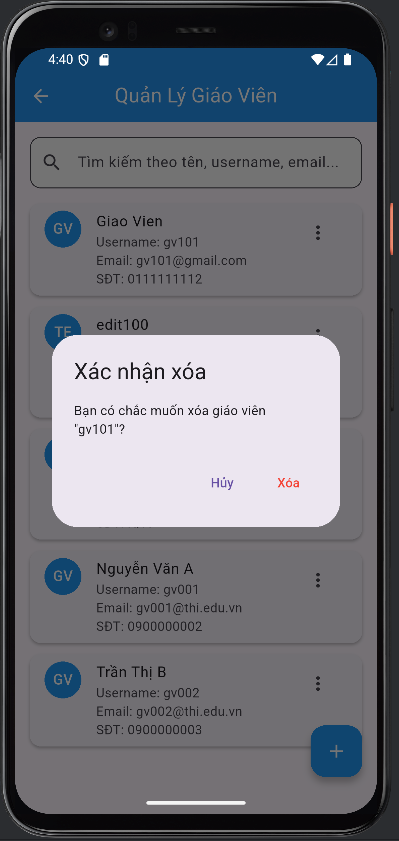 4:40
Quản Lý Giáo Viên
Tìm kiếm theo tên, username, email...
GV
Giao Vien
Username: gv101
Email: gv101@gmail.com
SĐT: 0111111112
TE
edit100
Xác nhận xóa
Bạn có chắc muốn xóa giáo viên
"gv101"?
Hủy
Xóa
GV
Nguyễn Văn A
Username: gv001
Email: gv001@thi.edu.vn
SĐT: 0900000002
GV
Trần Thị B
Username: gv002
Email: gv002@thi.edu.vn
SĐT: 0900000003